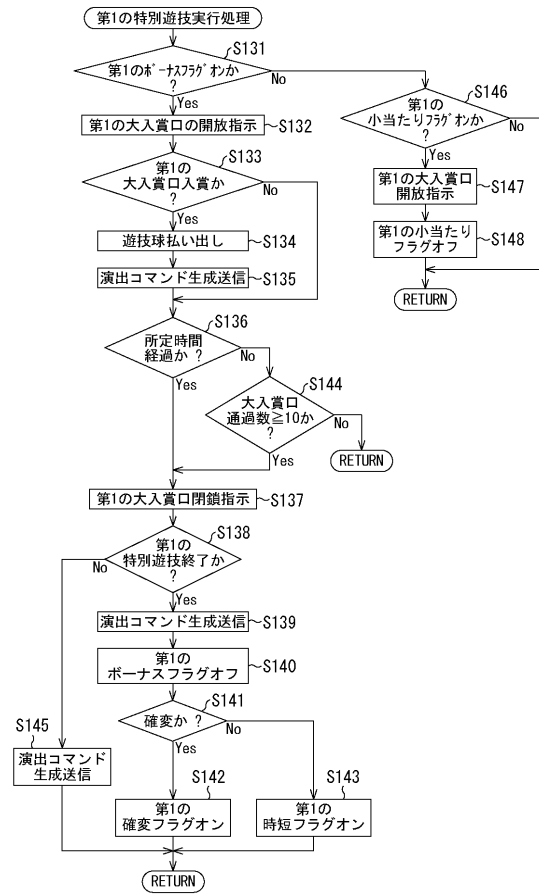 第1の特別遊技実行処理
S131
第1のﾎﾞｰﾅｽﾌﾗｸﾞｵﾝか
?
No
Yes
第1の大入賞口の開放指示
S132
S133
第1の
大入賞口入賞か
?
No
Yes
遊技球払い出し
S134
演出コマンド生成送信
S135
S136
所定時間
経過か ?
No
Yes
S144
大入賞口
通過数≧10か
?
No
Yes
RETURN
第1の大入賞口閉鎖指示
S137
S138
第1の
特別遊技終了か
?
No
Yes
演出コマンド生成送信
S139
第1の
ボーナスフラグオフ
S140
S141
確変か ?
No
Yes
S145
演出コマンド
生成送信
S142
第1の
確変フラグオン
S143
第1の
時短フラグオン
RETURN
S146
第1の
小当たりﾌﾗｸﾞｵﾝか
?
No
Yes
第1の大入賞口
開放指示
S147
第1の小当たり
フラグオフ
S148
RETURN